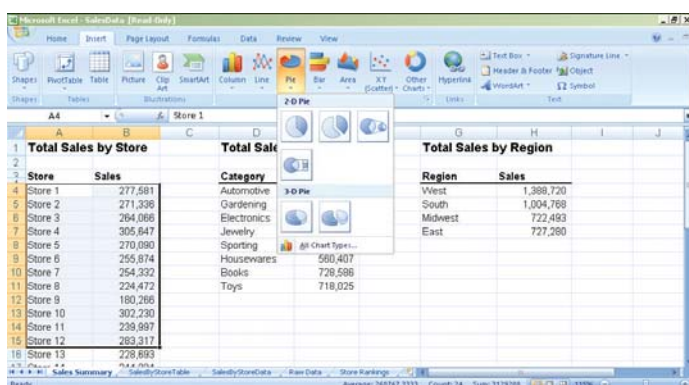 Microsoft Excel - SalesData [Read-Only]
Home Insert Page Layout Formulas Data Review View
Shapes PivotTable Table Picture Clip Art SmartArt Column Line Pie Bar Area X Y (Scatter) Other Charts Hyperlink
Text Box Signature Line
Header & Footer Object
WordArt Symbol
Shapes Tables Illustrations Links Text
A4 fx Store 1
2-D Pie
3-D Pie
All Chart Types...
A B C D G H I J
1 Total Sales by Store Total Sale Total Sales by Region
2
3 Store Sales Category Region Sales
4 Store 1 277,581 Automotive West 1,388,720
5 Store 2 271,336 Gardening South 1,004,768
6 Store 3 264,066 Electronics Midwest 722,493
7 Store 4 305,647 Jewelry East 727,280
8 Store 5 270,090 Sporting
9 Store 6 255,874 Housewares 560,407
10 Store 7 254,332 Books 728,586
11 Store 8 224,472 Toys 718,025
12 Store 9 180,266
13 Store 10 302,230
14 Store 11 239,997
15 Store 12 283,317
16 Store 13 228,693
Sales Summary SalesByStoreTable SalesByStoreData Raw Data Store Rankings
Ready Count: 24